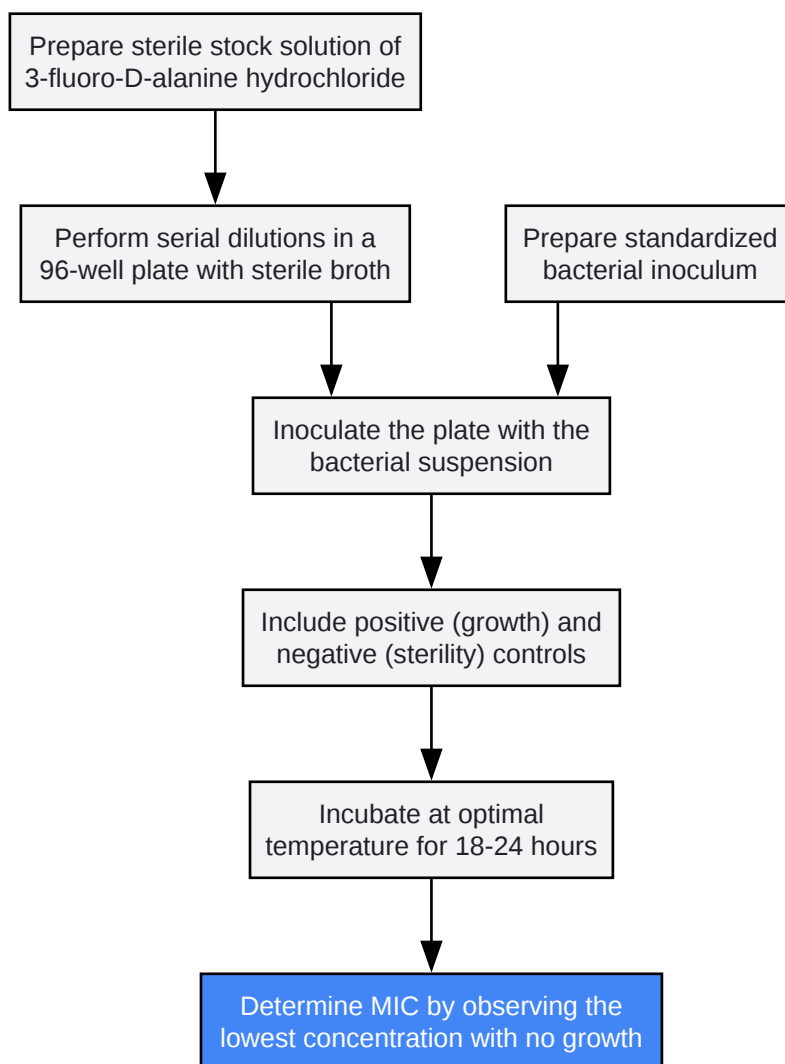 Prepare sterile stock solution of
3-fluoro-D-alanine hydrochloride
Perform serial dilutions in a
96-well plate with sterile broth
Prepare standardized
bacterial inoculum
Inoculate the plate with the
bacterial suspension
Include positive (growth) and
negative (sterility) controls
Incubate at optimal
temperature for 18-24 hours
Determine MIC by observing the
lowest concentration with no growth